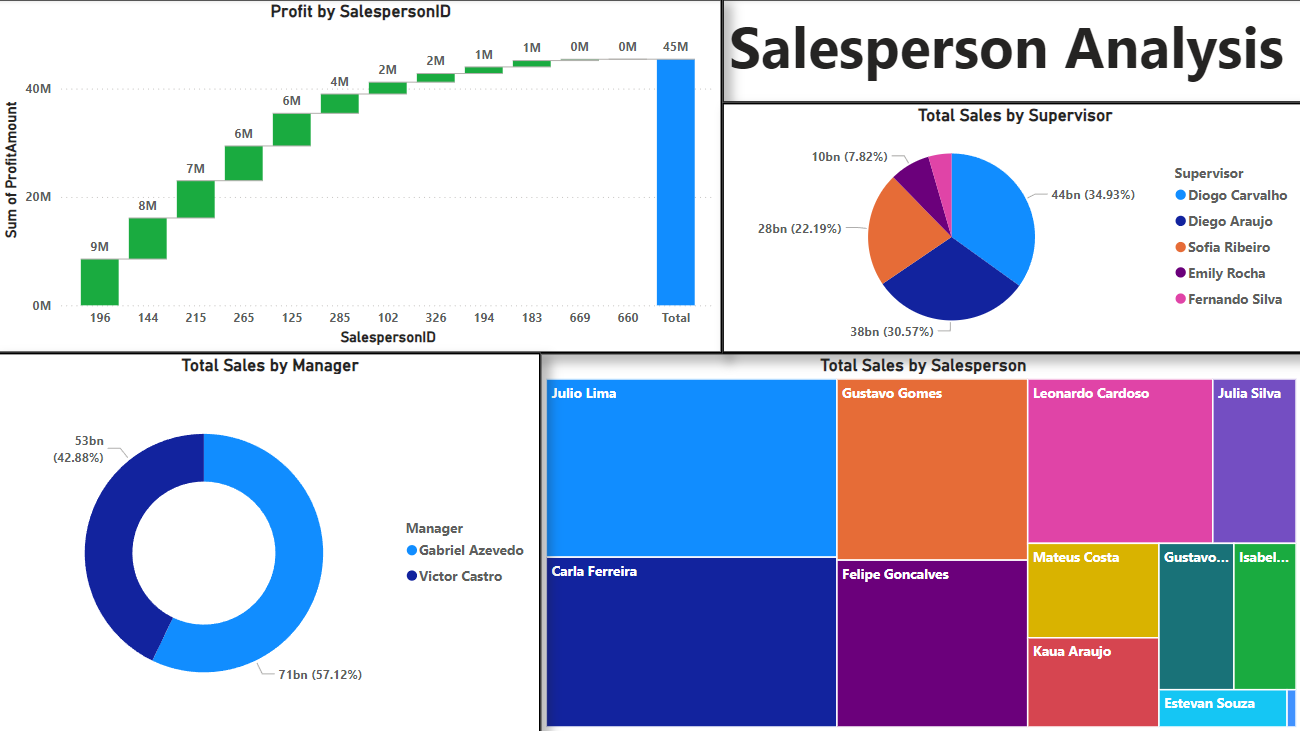 Profit by SalespersonID
Sum of ProfitAmount
40M
20M
0M
9M
8M
7M
6M
6M
4M
2M
2M
1M
1M
0M
0M
45M
196 144 215 265 125 285 102 326 194 183 669 660 Total
SalespersonID
Salesperson Analysis
Total Sales by Supervisor
10bn (7.82%)
44bn (34.93%)
28bn (22.19%)
38bn (30.57%)
Supervisor
Diogo Carvalho
Diego Araujo
Sofia Ribeiro
Emily Rocha
Fernando Silva
Total Sales by Manager
53bn
(42.88%)
71bn (57.12%)
Manager
Gabriel Azevedo
Victor Castro
Total Sales by Salesperson
Julio Lima
Carla Ferreira
Gustavo Gomes
Felipe Goncalves
Leonardo Cardoso
Julia Silva
Mateus Costa
Kaua Araujo
Gustavo...
Isabel...
Estevan Souza